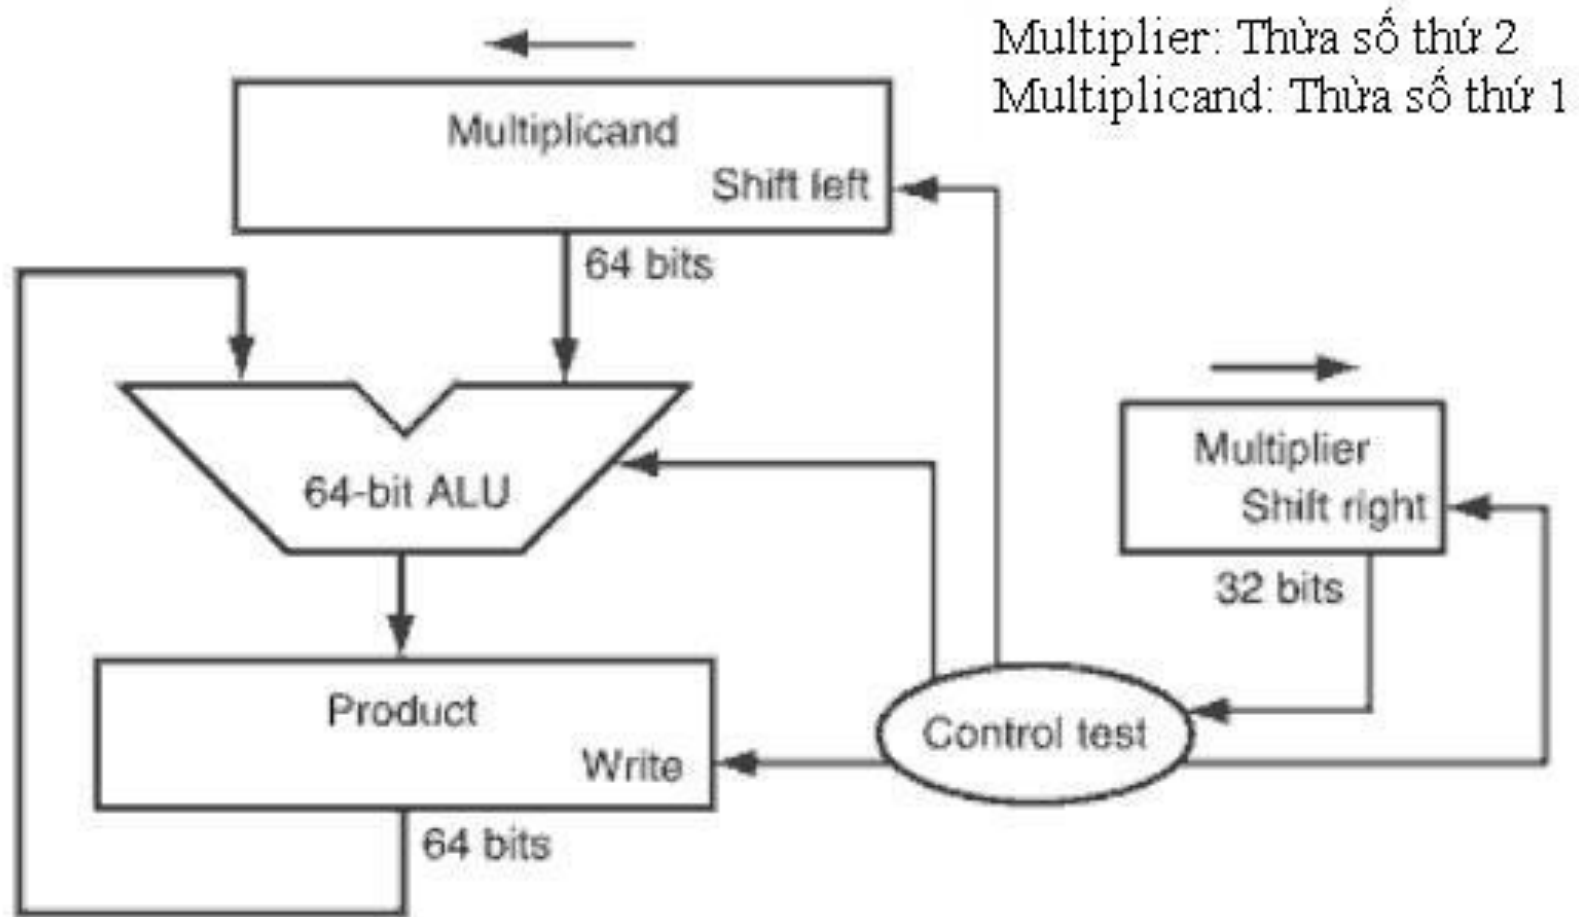 Multiplier: Thừa số thứ 2
Multiplicand: Thừa số thứ 1
Multiplicand
Shift left
64 bits
64-bit ALU
Multiplier
Shift right
32 bits
Product
Write
Control test
64 bits